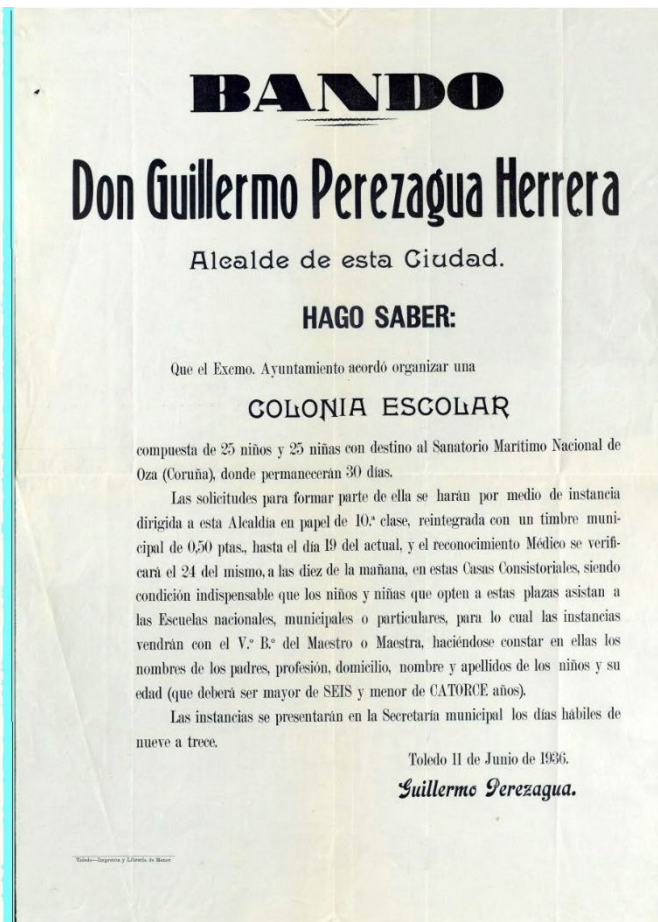 BANDO
Don Guillermo Perezagua Herrera
Alcalde de esta Ciudad.
HAGO SABER:
Que el Excmo. Ayuntamiento acordó organizar una
COLONIA ESCOLAR
compuesta de 25 niños y 25 niñas con destino al Sanatorio Marítimo Nacional de
Oza (Coruña), donde permanecerán 30 días.
Las solicitudes para formar parte de ella se harán por medio de instancia
dirigida a esta Alcaldía en papel de 10.ª clase, reintegrada con un timbre muni-
cipal de 0,50 ptas., hasta el día 19 del actual, y el reconocimiento Médico se verifi-
cará el 24 del mismo, a las diez de la mañana, en estas Casas Consistoriales, siendo
condición indispensable que los niños y niñas que opten a estas plazas asistan a
las Escuelas nacionales, municipales o particulares, para lo cual las instancias
vendrán con el V.º B.º del Maestro o Maestra, haciéndose constar en ellas los
nombres de los padres, profesión, domicilio, nombre y apellidos de los niños y su
edad (que deberá ser mayor de SEIS y menor de CATORCE años).
Las instancias se presentarán en la Secretaría municipal los días hábiles de
nueve a trece.
Toledo 11 de Junio de 1936.
Guillermo Perezagua.
Toledo—Imprenta y Librería de Menor